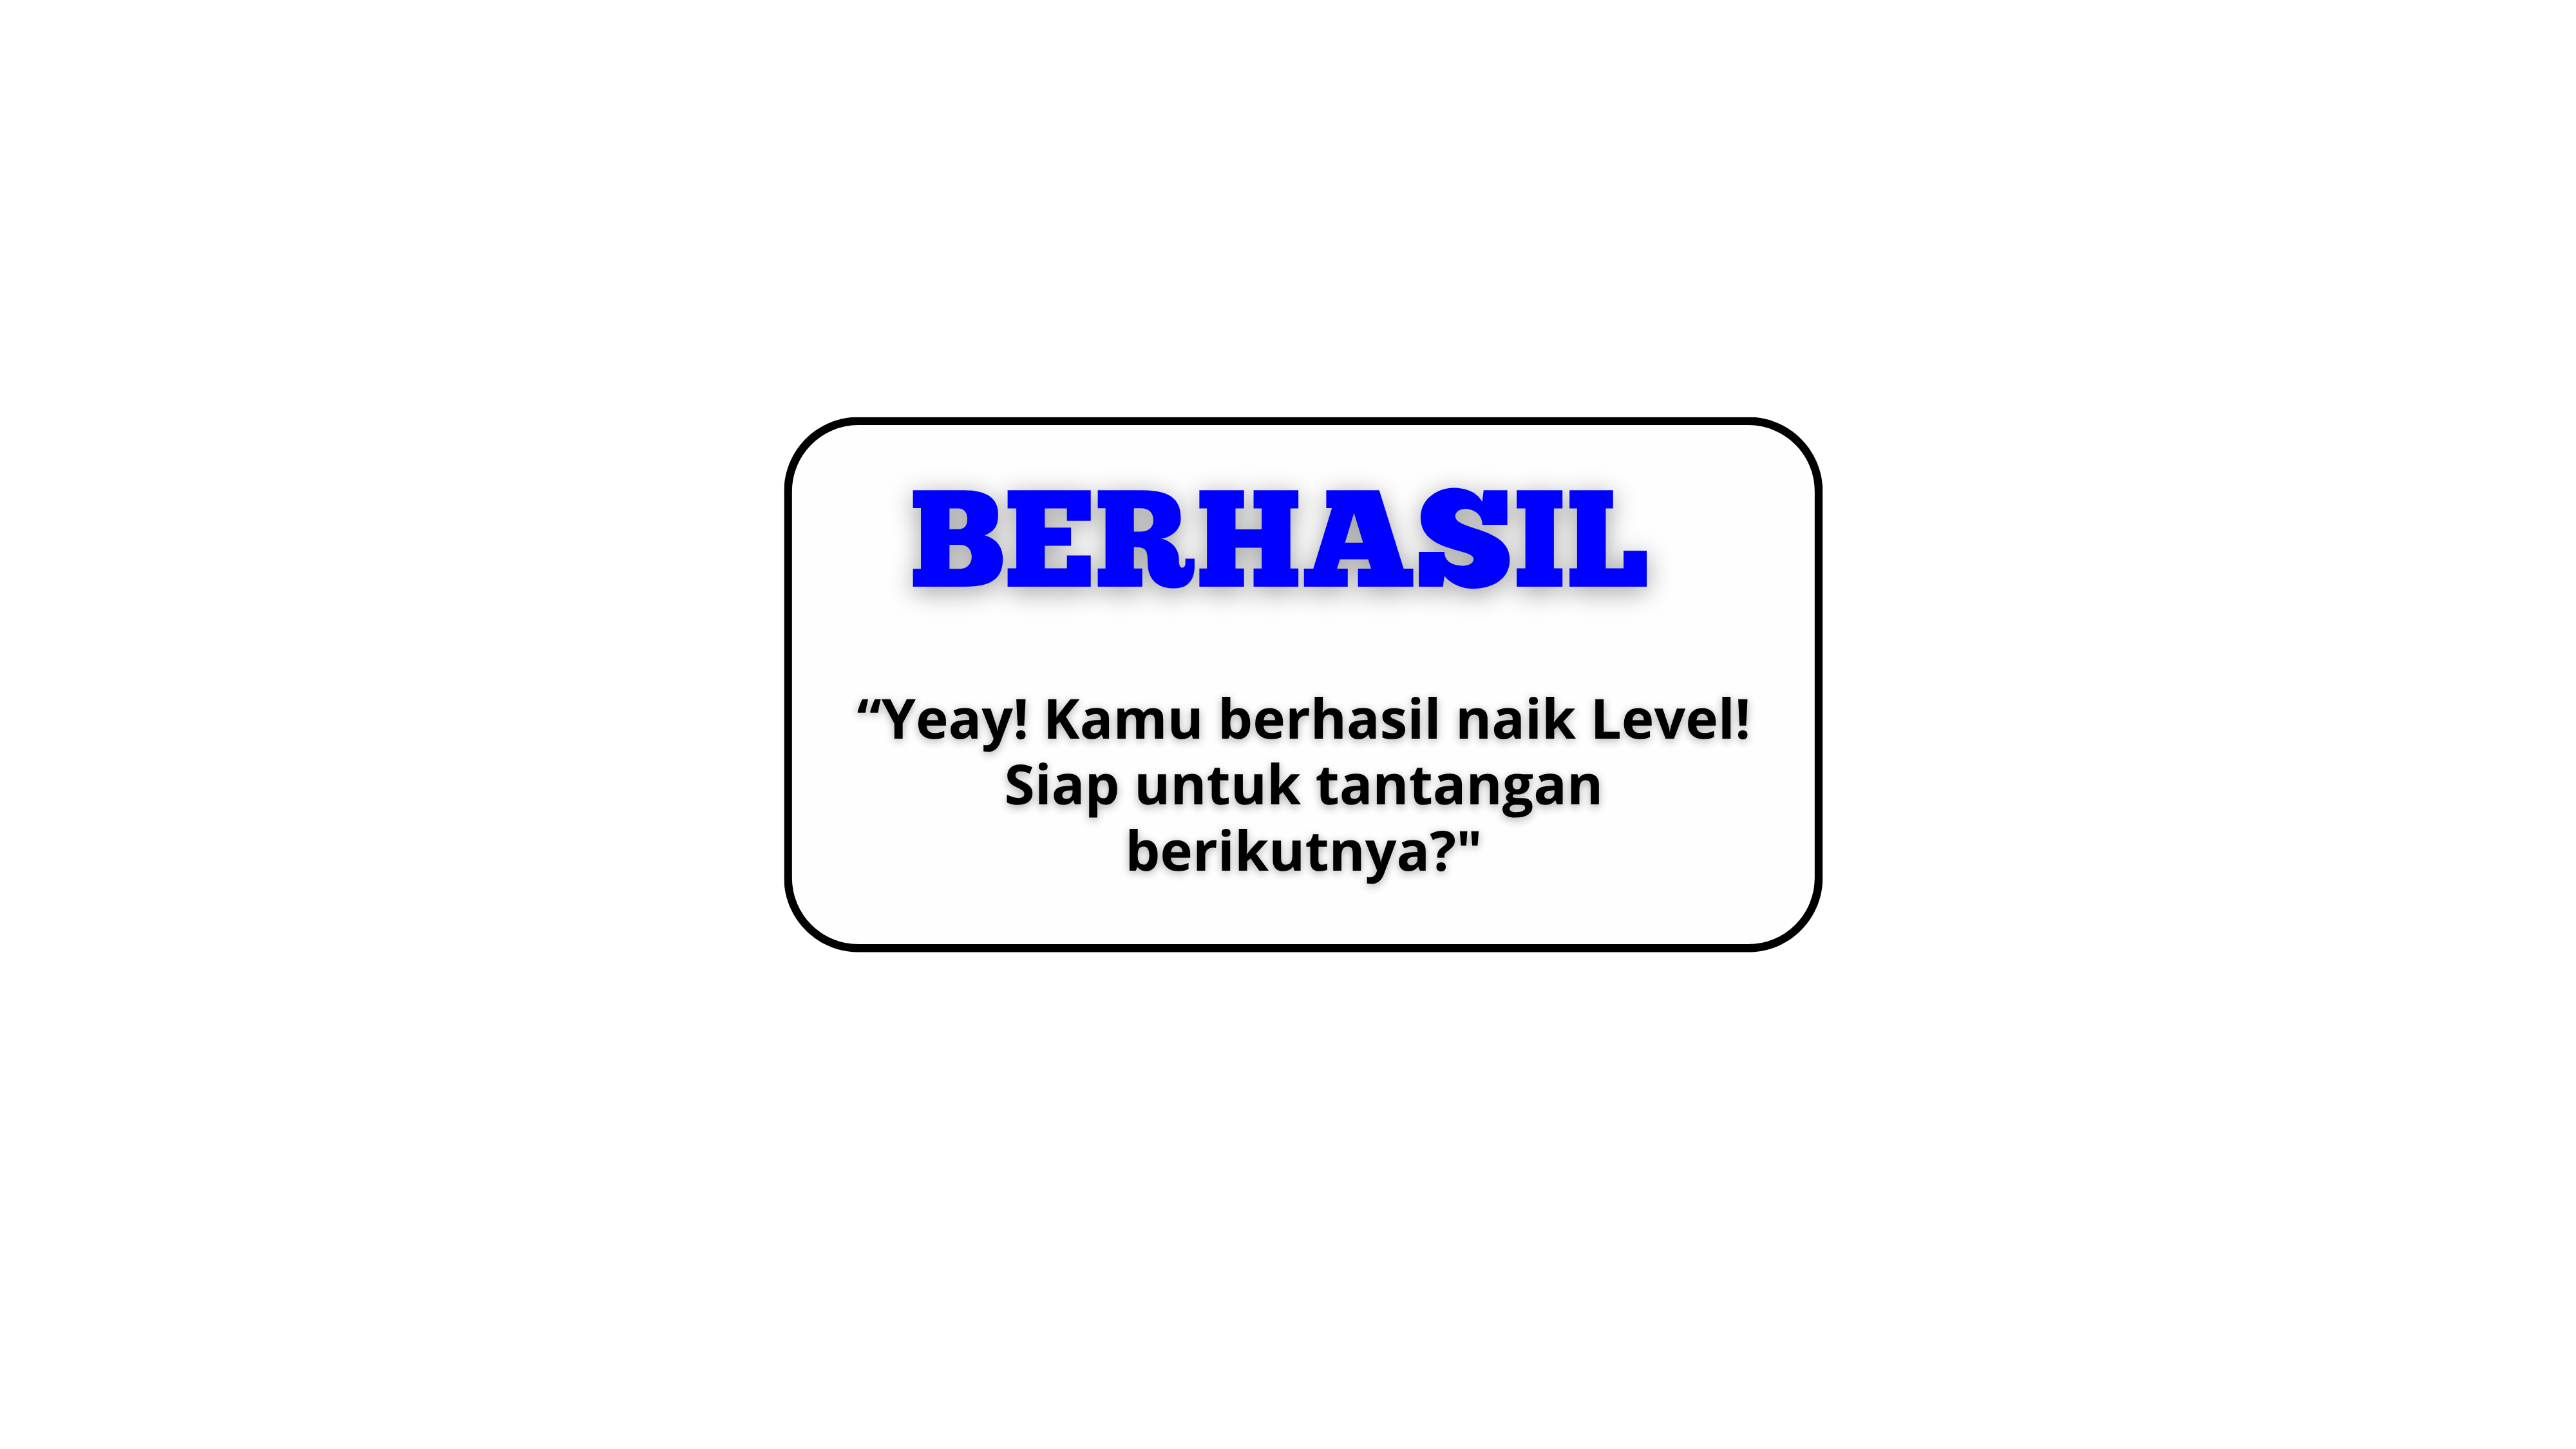 BERHASIL
“Yeay! Kamu berhasil naik Level!
Siap untuk tantangan
berikutnya?"